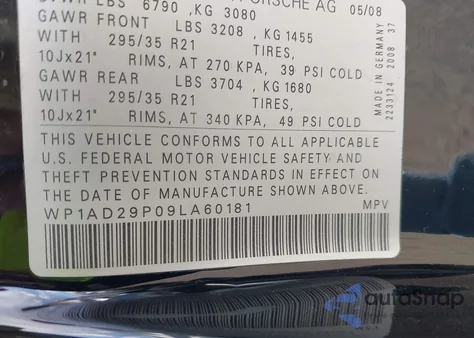 PORSCHE AG 05/08
GVWR LBS 6790 ,KG 3080
GAWR FRONT LBS 3208 ,KG 1455
WITH 295/35 R21 TIRES,
10Jx21" RIMS, AT 270 KPA, 39 PSI COLD
GAWR REAR LBS 3704 ,KG 1680
WITH 295/35 R21 TIRES,
10Jx21" RIMS, AT 340 KPA, 49 PSI COLD
THIS VEHICLE CONFORMS TO ALL APPLICABLE
U.S. FEDERAL MOTOR VEHICLE SAFETY AND
THEFT PREVENTION STANDARDS IN EFFECT ON
THE DATE OF MANUFACTURE SHOWN ABOVE.
WP1AD29P09LA60181 MPV
MADE IN GERMANY
2233124 2008 37
autoSnap